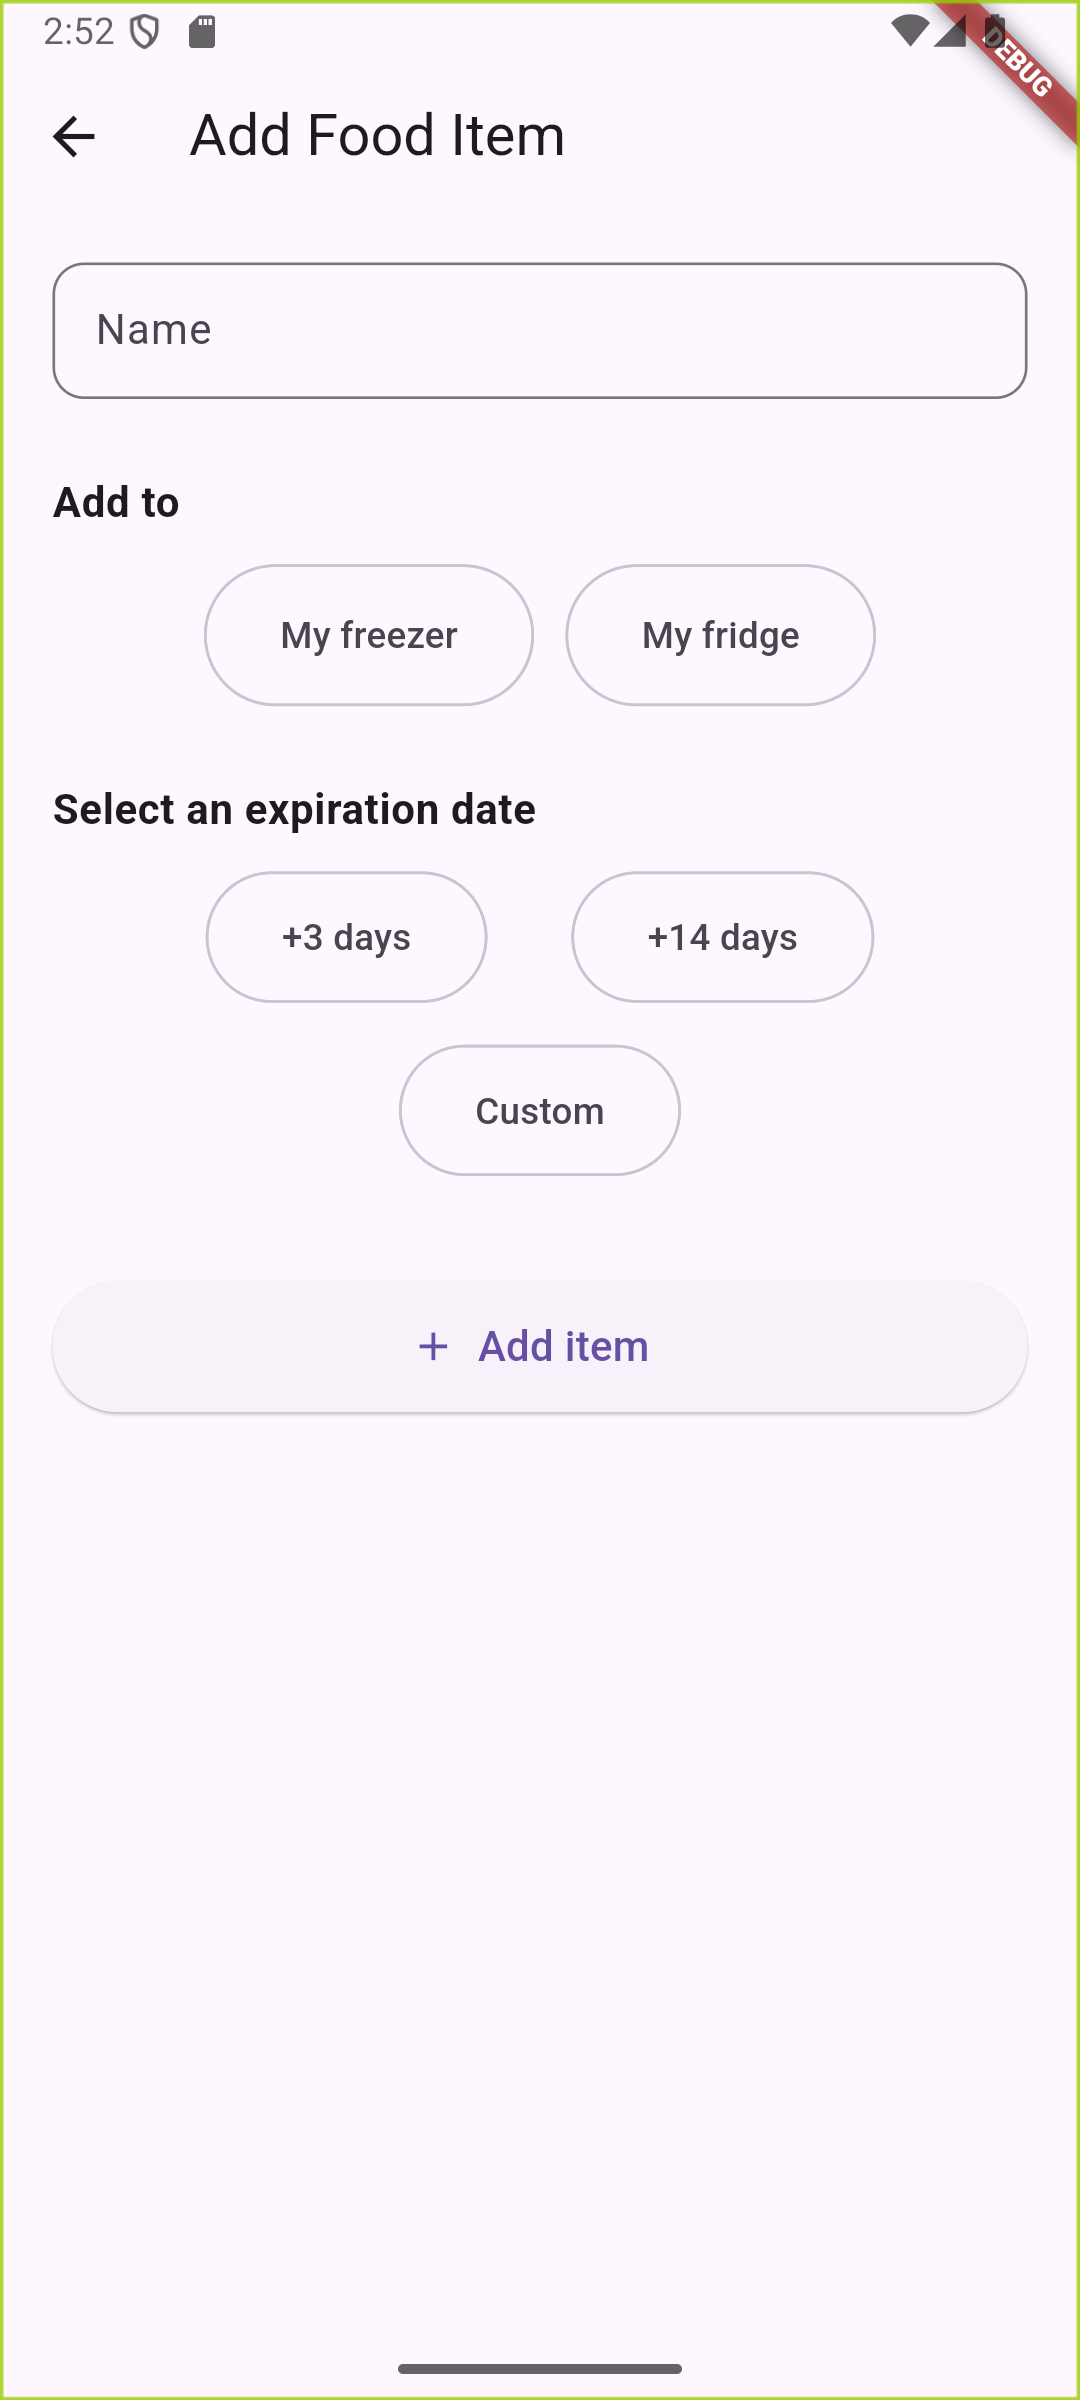 2:52
DEBUG
Add Food Item
Name
Add to
My freezer My fridge
Select an expiration date
+3 days +14 days
Custom
+ Add item